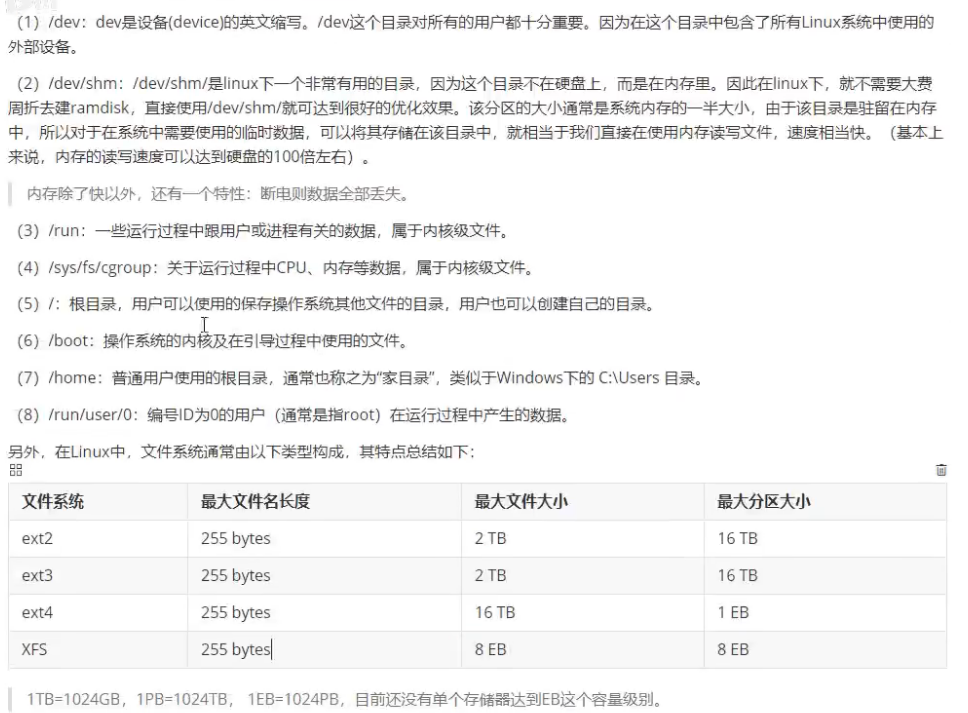 （1）/dev：dev是设备(device)的英文缩写。/dev这个目录对所有的用户都十分重要。因为在这个目录中包含了所有Linux系统中使用的
外部设备。
（2）/dev/shm：/dev/shm/是linux下一个非常有用的目录，因为这个目录不在硬盘上，而是在内存里。因此在linux下，就不需要大费
周折去建ramdisk，直接使用/dev/shm/就可达到很好的优化效果。该分区的大小通常是系统内存的一半大小，由于该目录是驻留在内存
中，所以对于在系统中需要使用的临时数据，可以将其存储在该目录中，就相当于我们直接在使用内存读写文件，速度相当快。（基本上
来说，内存的读写速度可以达到硬盘的100倍左右）。
内存除了快以外，还有一个特性：断电则数据全部丢失。
（3）/run：一些运行过程中跟用户或进程有关的数据，属于内核级文件。
（4）/sys/fs/cgroup：关于运行过程中CPU、内存等数据，属于内核级文件。
（5）/：根目录，用户可以使用的保存操作系统其他文件的目录，用户也可以创建自己的目录。
（6）/boot：操作系统的内核及在引导过程中使用的文件。
（7）/home：普通用户使用的根目录，通常也称之为“家目录”，类似于Windows下的 C:\Users 目录。
（8）/run/user/0：编号ID为0的用户（通常是指root）在运行过程中产生的数据。
另外，在Linux中，文件系统通常由以下类型构成，其特点总结如下：
文件系统 最大文件名长度 最大文件大小 最大分区大小
ext2 255 bytes 2 TB 16 TB
ext3 255 bytes 2 TB 16 TB
ext4 255 bytes 16 TB 1 EB
XFS 255 bytes 8 EB 8 EB
1TB=1024GB，1PB=1024TB， 1EB=1024PB，目前还没有单个存储器达到EB这个容量级别。